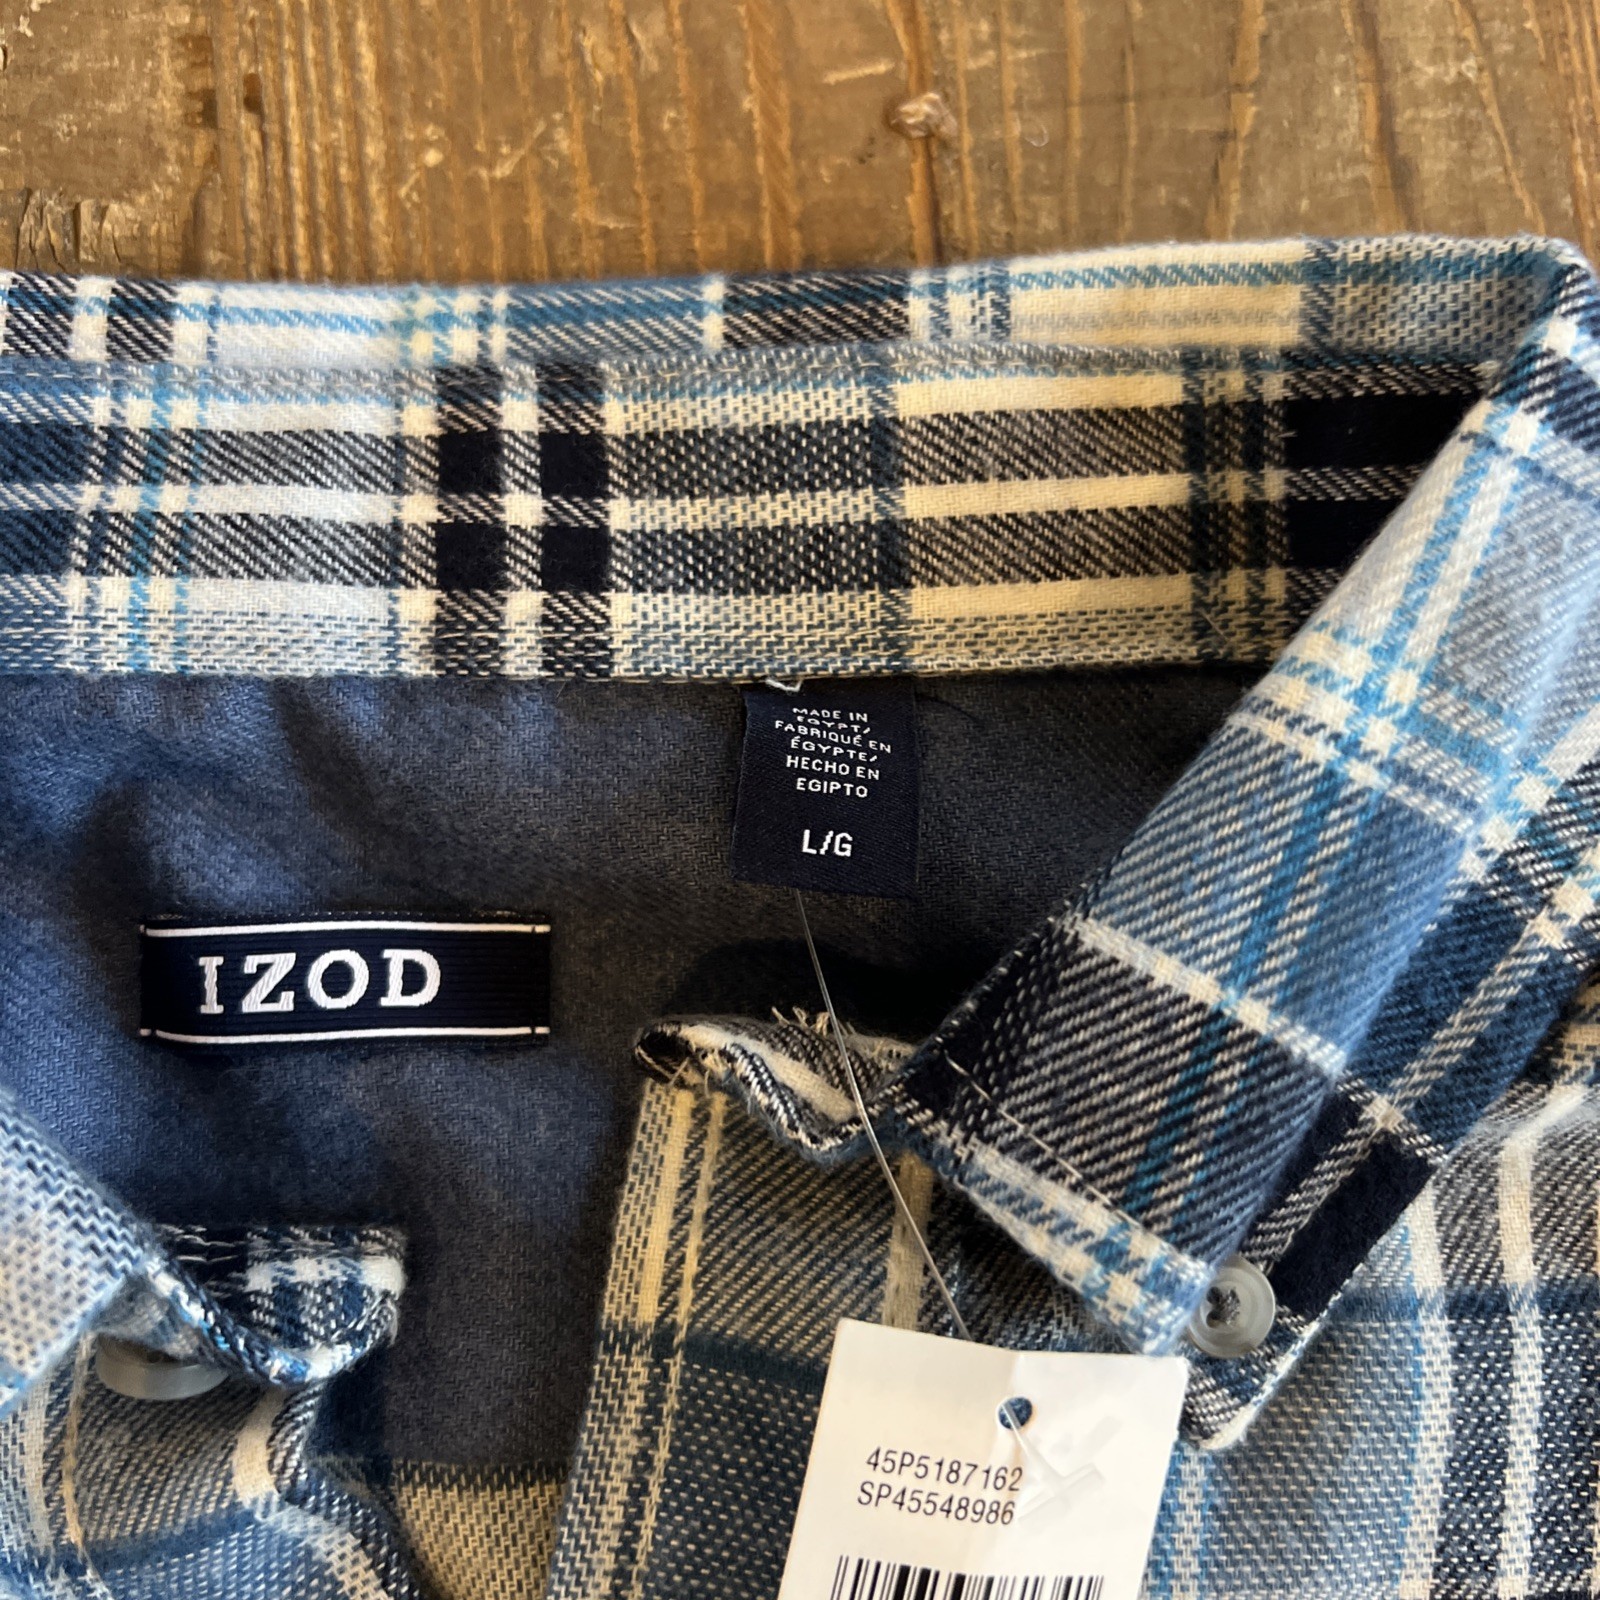 MADE IN
EGYPT/
FABRIQUÉ EN
ÉGYPTE/
HECHO EN
EGIPTO
L/G
IZOD
45P5187162
SP45548986